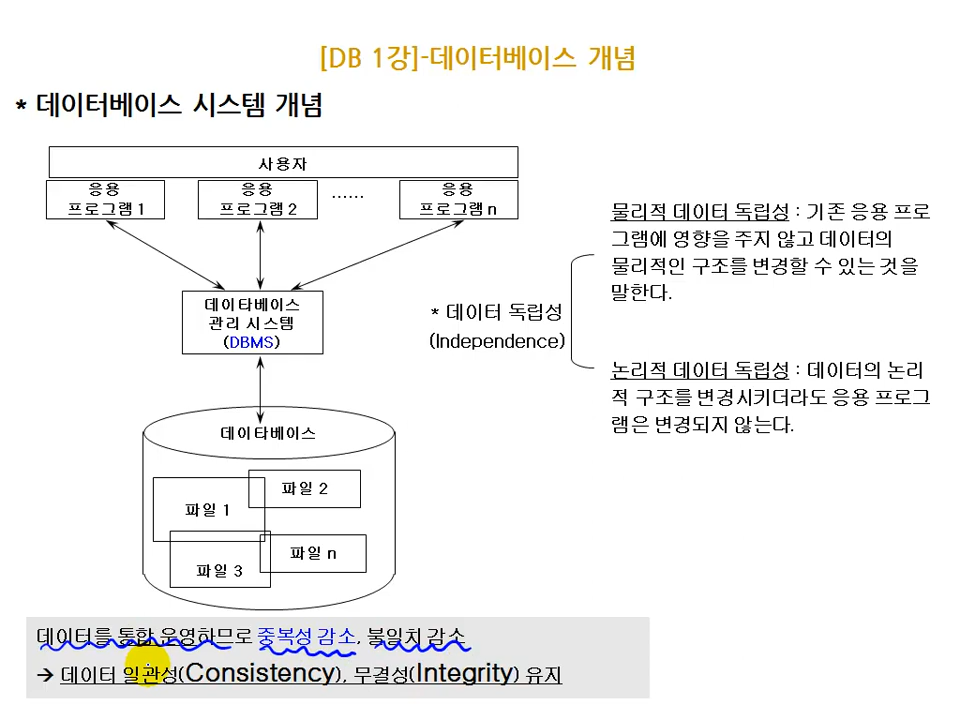 [DB 1강]-데이터베이스 개념
* 데이터베이스 시스템 개념
사용자
응용
프로그램 1
응용
프로그램 2
......
응용
프로그램 n
데이타베이스
관리 시스템
(DBMS)
데이타베이스
파일 1
파일 2
파일 3
파일 n
* 데이터 독립성
(Independence)
물리적 데이터 독립성 : 기존 응용 프로
그램에 영향을 주지 않고 데이터의
물리적인 구조를 변경할 수 있는 것을
말한다.
논리적 데이터 독립성 : 데이터의 논리
적 구조를 변경시키더라도 응용 프로그
램은 변경되지 않는다.
데이터를 통합 운영하므로 중복성 감소, 불일치 감소
→ 데이터 일관성(Consistency), 무결성(Integrity) 유지